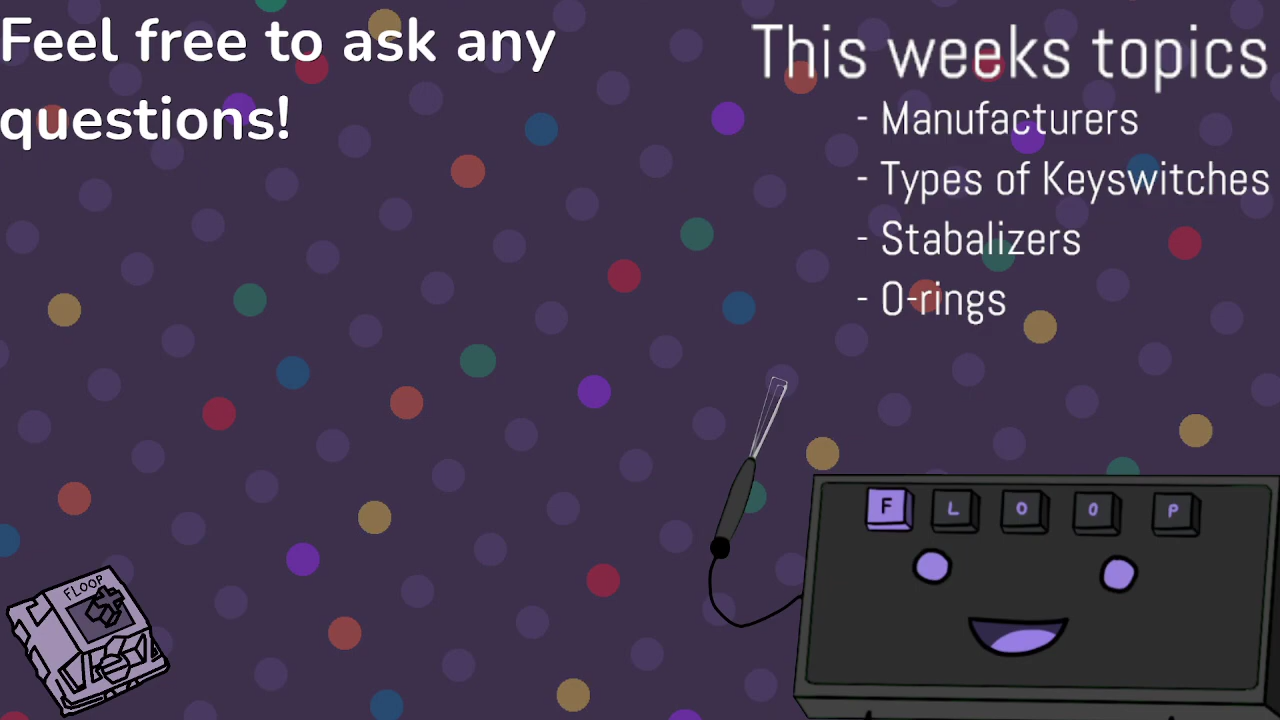 Feel free to ask any
questions!
This weeks topics
- Manufacturers
- Types of Keyswitches
- Stabalizers
- O-rings
F L O O P
FLOOP